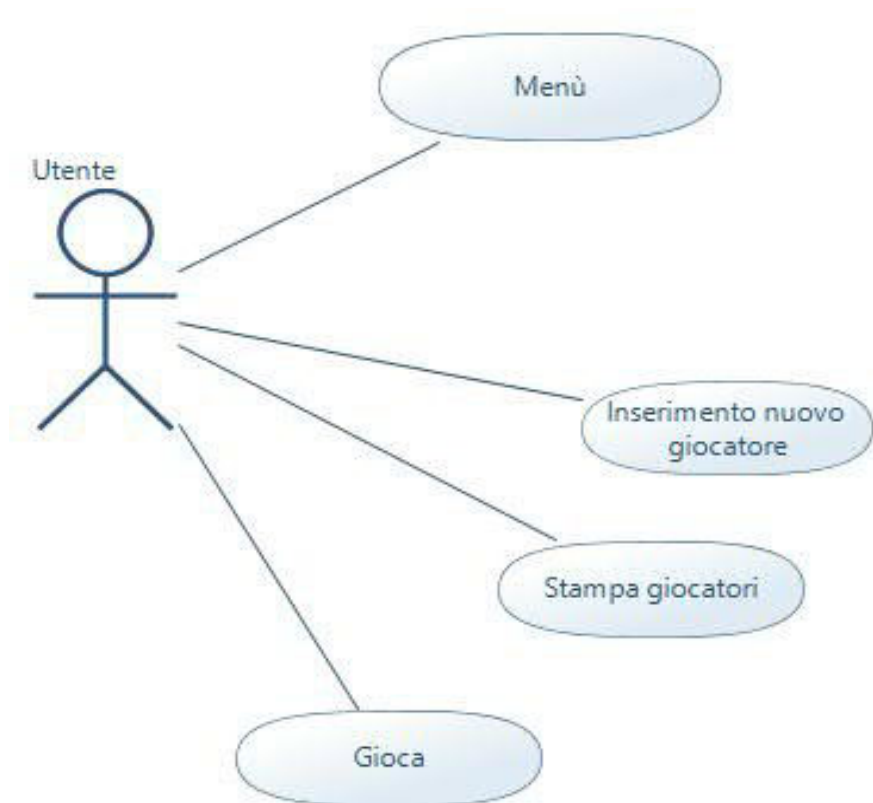 Menù
Utente
Inserimento nuovo
giocatore
Stampa giocatori
Gioca